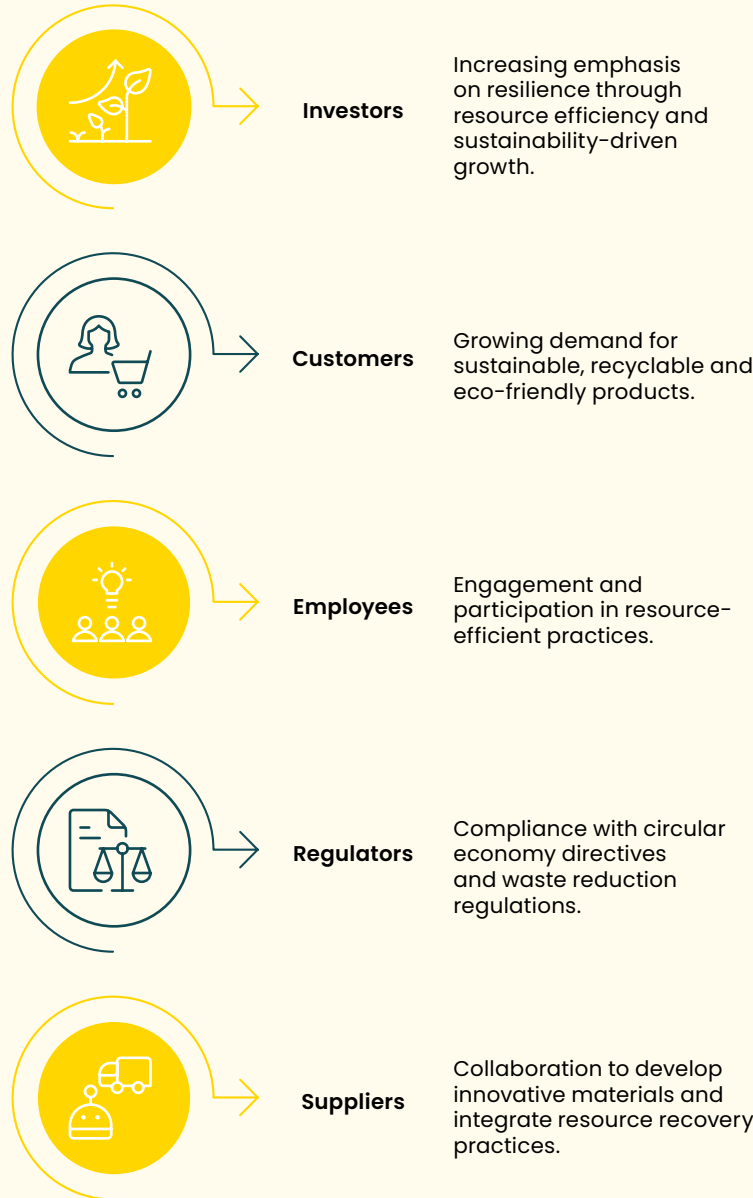 Investors
Increasing emphasis
on resilience through
resource efficiency and
sustainability-driven
growth.
Customers
Growing demand for
sustainable, recyclable and
eco-friendly products.
Employees
Engagement and
participation in resource-
efficient practices.
Regulators
Compliance with circular
economy directives
and waste reduction
regulations.
Suppliers
Collaboration to develop
innovative materials and
integrate resource recovery
practices.